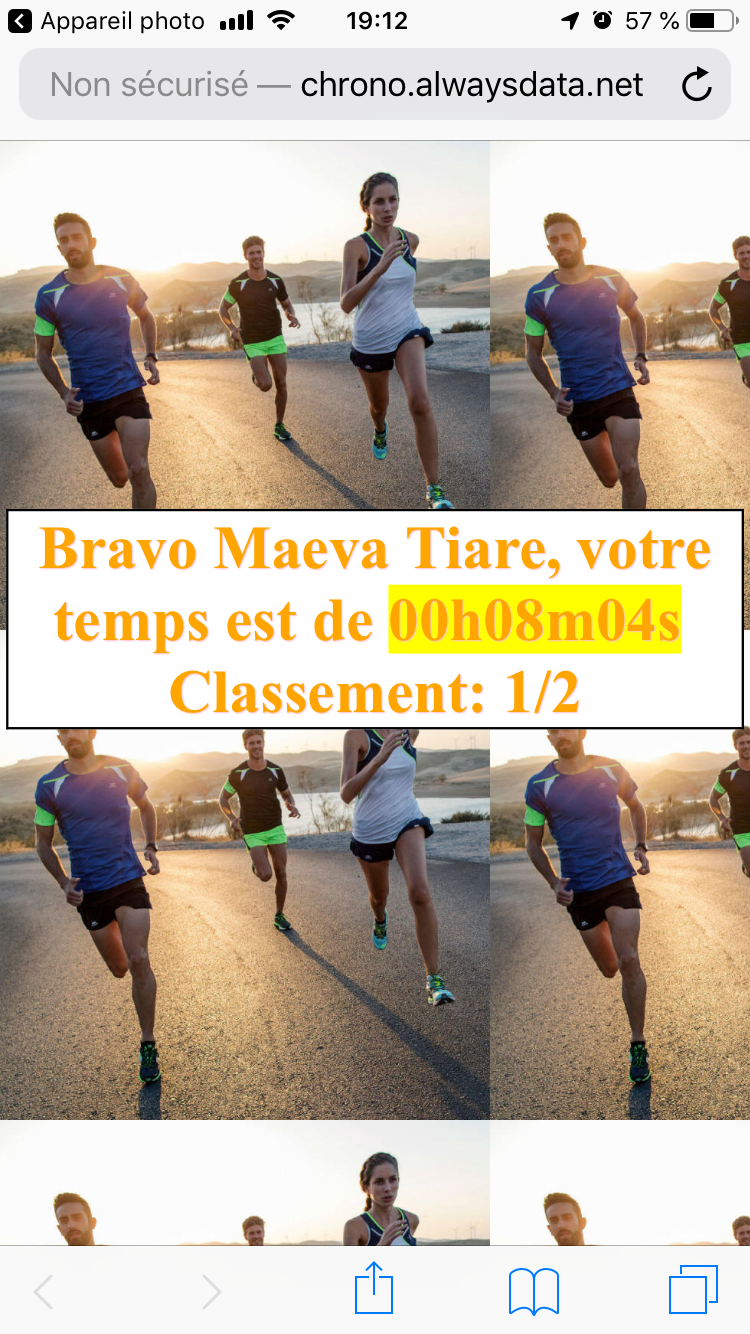 Appareil photo 19:12 57 %
Non sécurisé — chrono.alwaysdata.net
Bravo Maeva Tiare, votre
temps est de 00h08m04s
Classement: 1/2